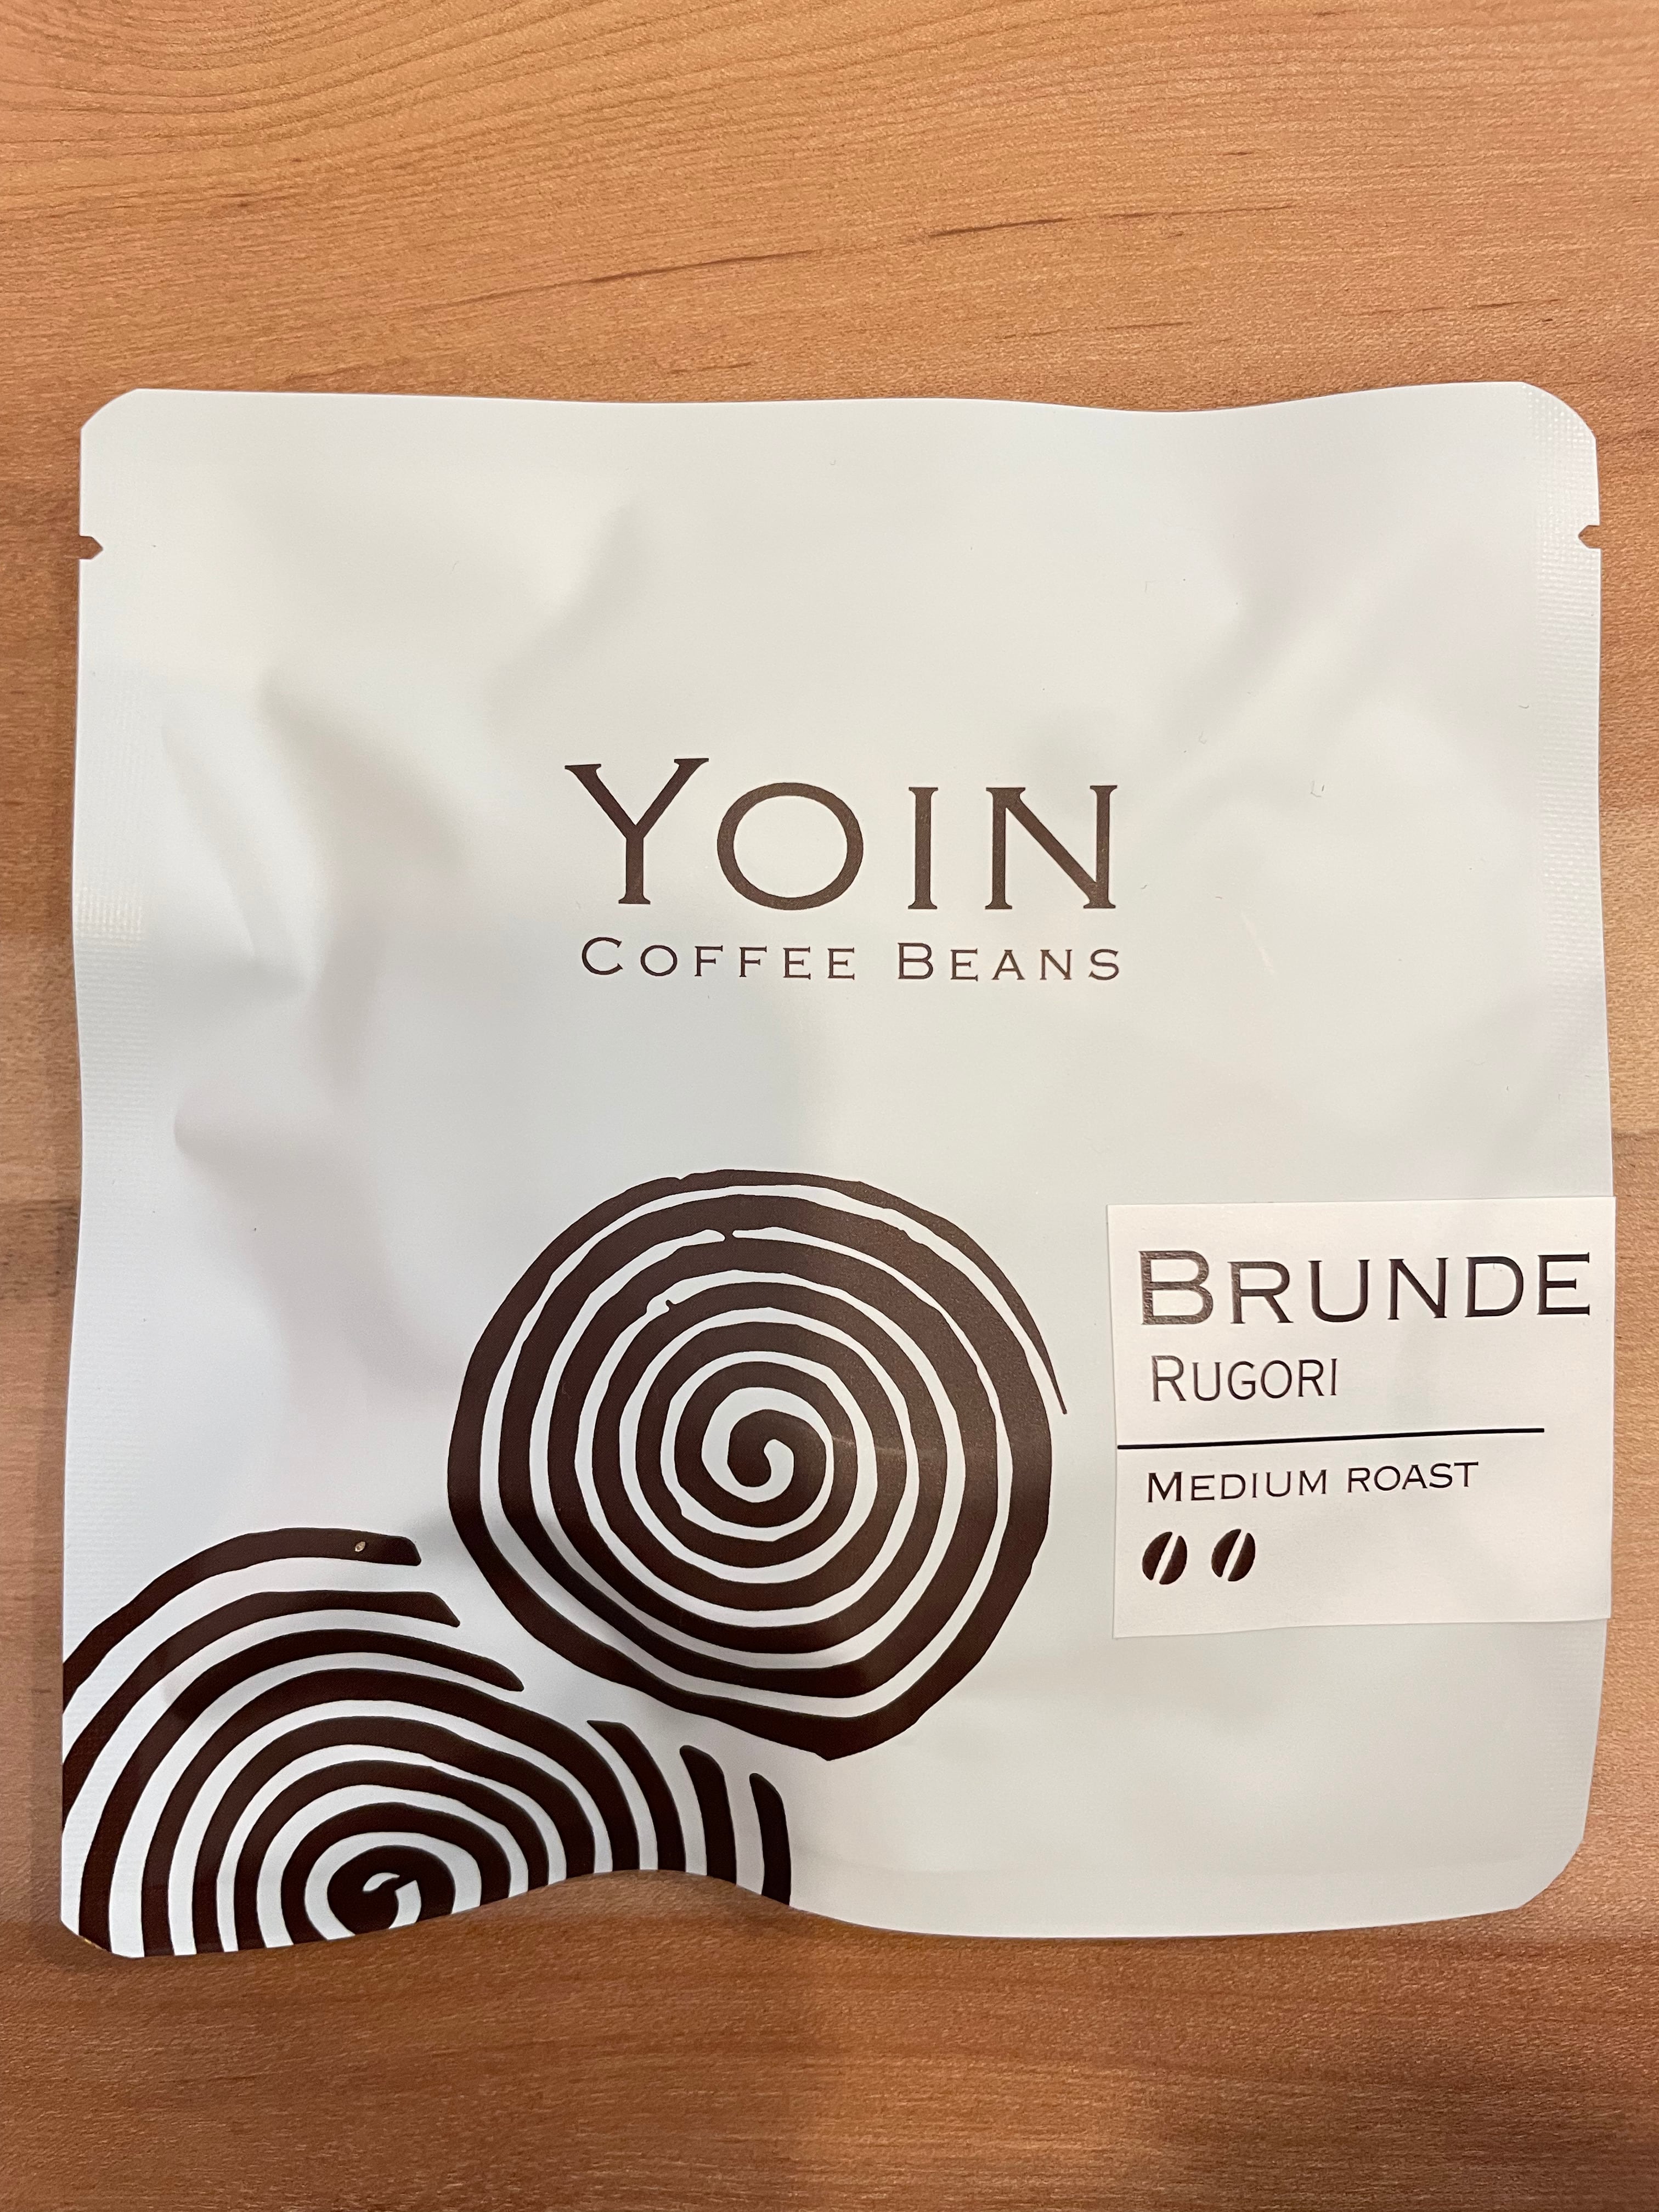 YOIN
COFFEE BEANS
BRUNDE
RUGORI
MEDIUM ROAST